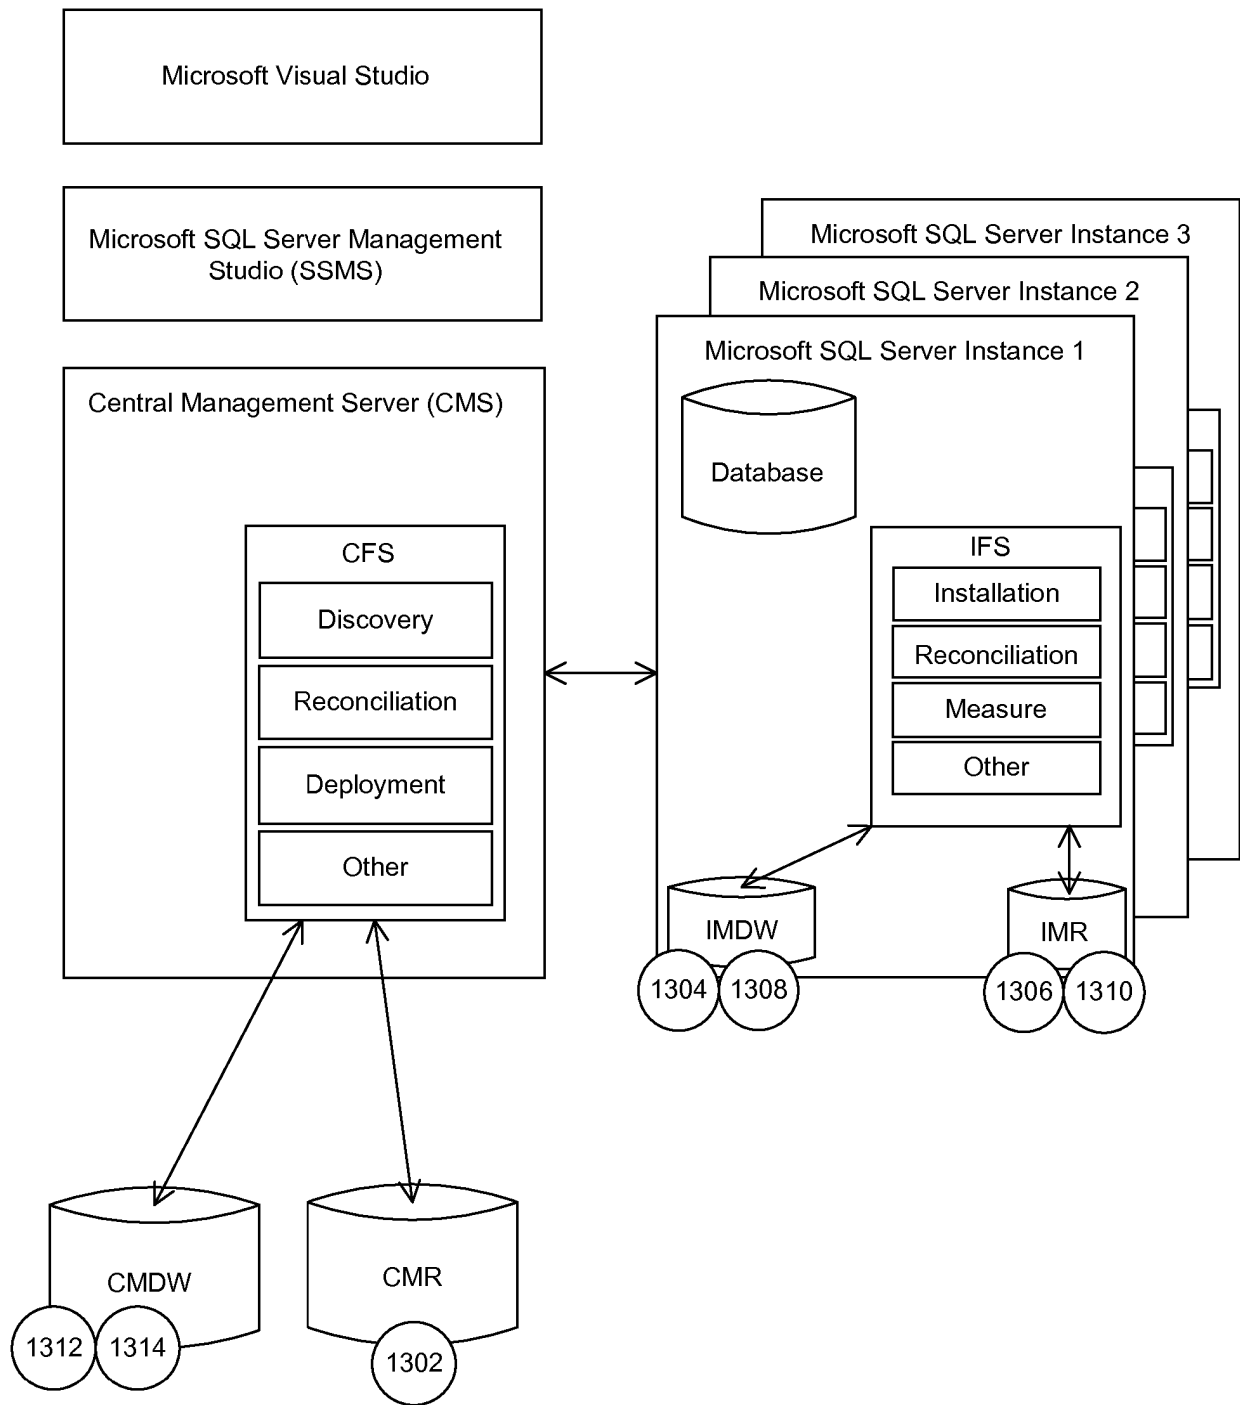 Microsoft Visual Studio
Microsoft SQL Server Management
Studio (SSMS)
Central Management Server (CMS)
CFS
Discovery
Reconciliation
Deployment
Other
Microsoft SQL Server Instance 3
Microsoft SQL Server Instance 2
Microsoft SQL Server Instance 1
Database
IFS
Installation
Reconciliation
Measure
Other
IMDW
IMR
1304
1308
1306
1310
CMDW
CMR
1312
1314
1302